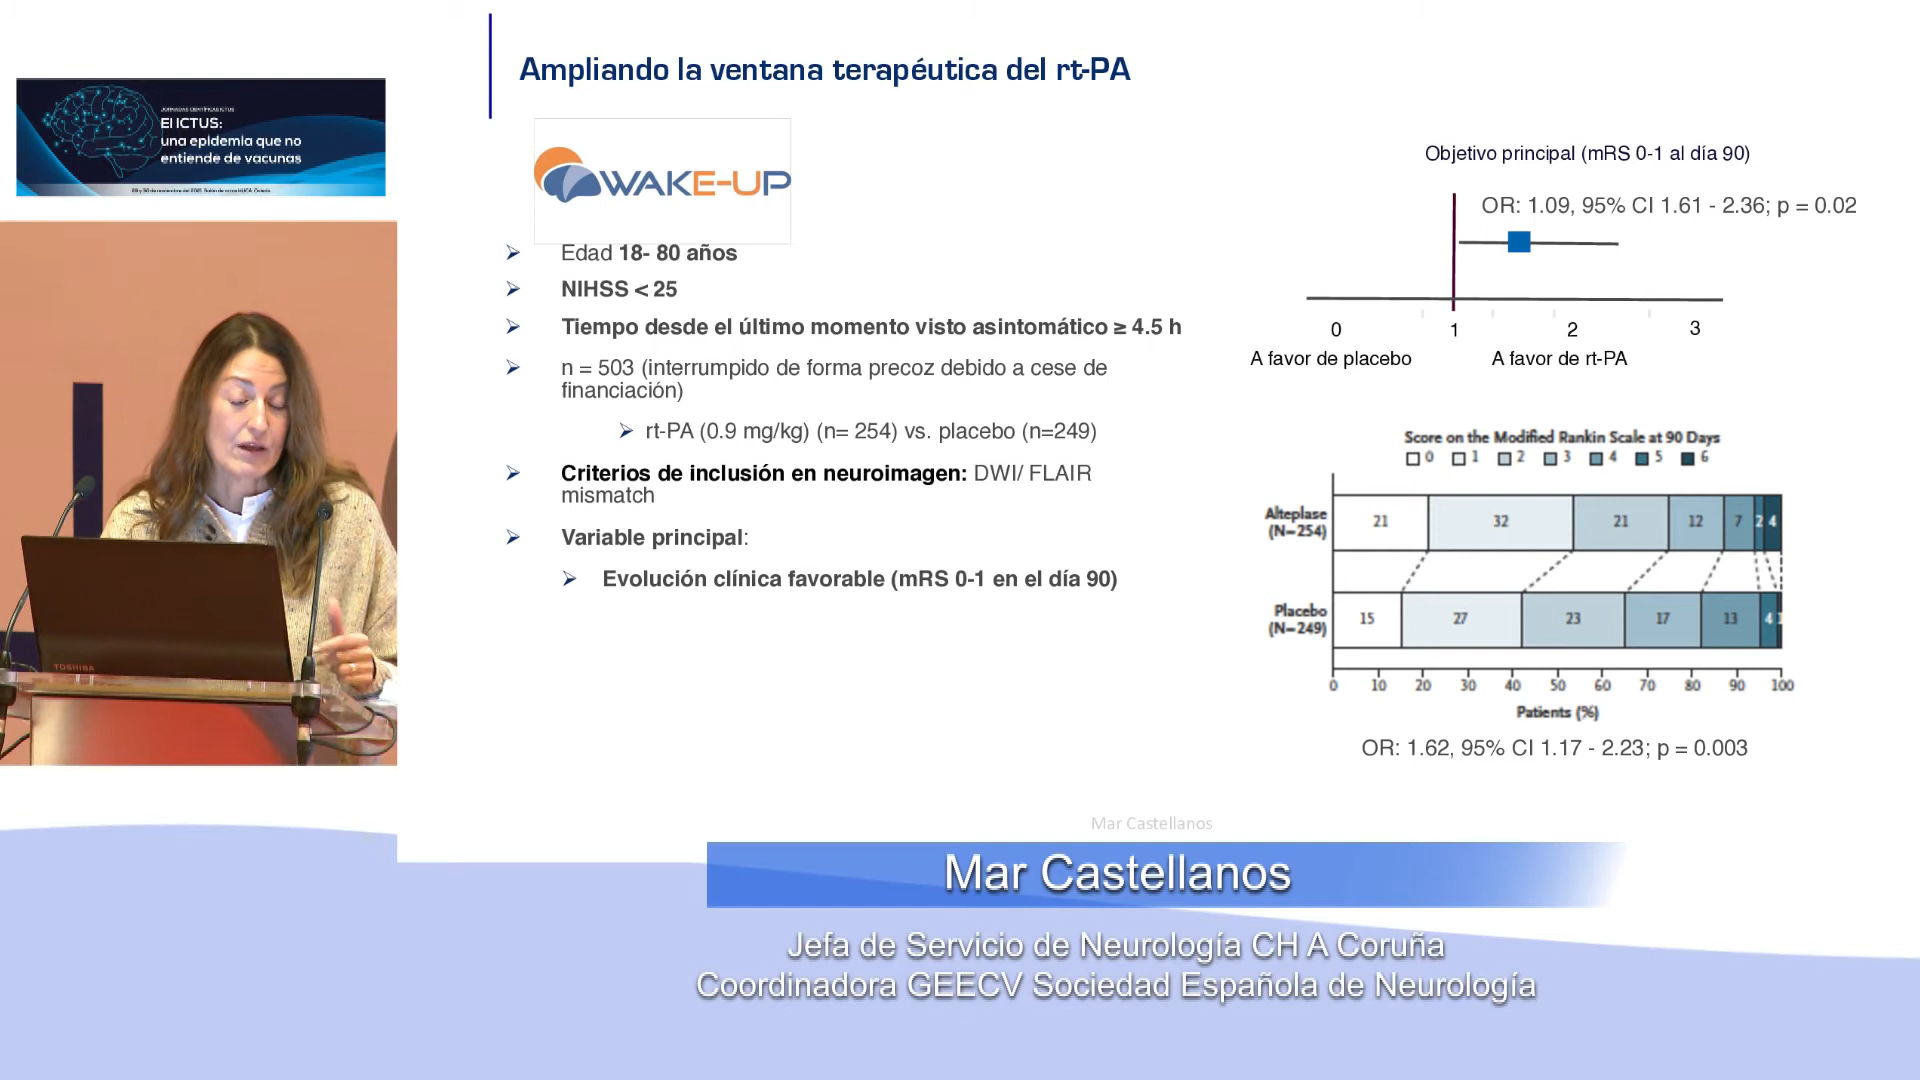 Ampliando la ventana terapéutica del rt-PA
JORNADAS CIENTÍFICAS ICTUS
El ICTUS:
una epidemia que no
entiende de vacunas
WAKE-UP
Edad 18- 80 años
NIHSS < 25
Tiempo desde el último momento visto asintomático ≥ 4.5 h
n = 503 (interrumpido de forma precoz debido a cese de
financiación)
rt-PA (0.9 mg/kg) (n= 254) vs. placebo (n=249)
Criterios de inclusión en neuroimagen: DWI/ FLAIR
mismatch
Variable principal:
Evolución clínica favorable (mRS 0-1 en el día 90)
Objetivo principal (mRS 0-1 al día 90)
OR: 1.09, 95% CI 1.61 - 2.36; p = 0.02
0 1 2 3
A favor de placebo A favor de rt-PA
Score on the Modified Rankin Scale at 90 Days
0 1 2 3 4 5 6
Alteplase
(N=254)
21 32 21 12 7 2 4
Placebo
(N=249)
15 27 23 17 13 4 1
0 10 20 30 40 50 60 70 80 90 100
Patients (%)
OR: 1.62, 95% CI 1.17 - 2.23; p = 0.003
TOSHIBA
Mar Castellanos
Mar Castellanos
Jefa de Servicio de Neurología CH A Coruña
Coordinadora GEECV Sociedad Española de Neurología